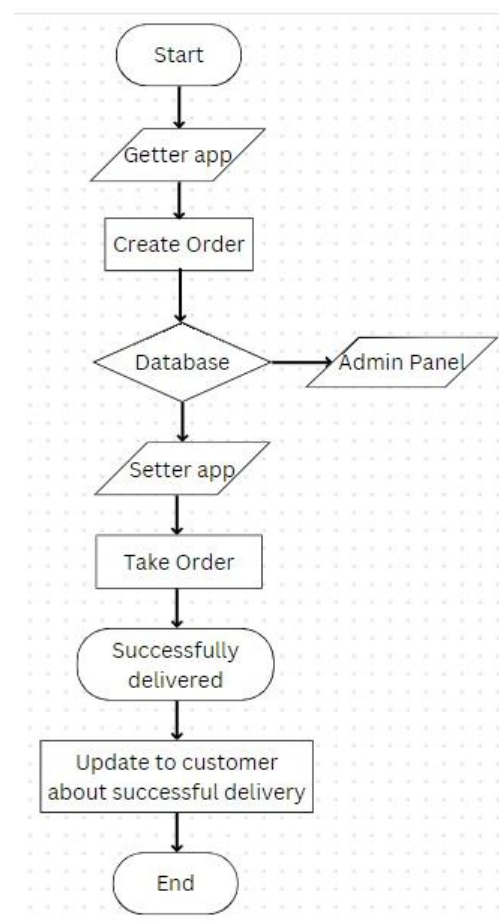 Start
Getter app
Create Order
Database
Admin Panel
Setter app
Take Order
Successfully
delivered
Update to customer
about successful delivery
End